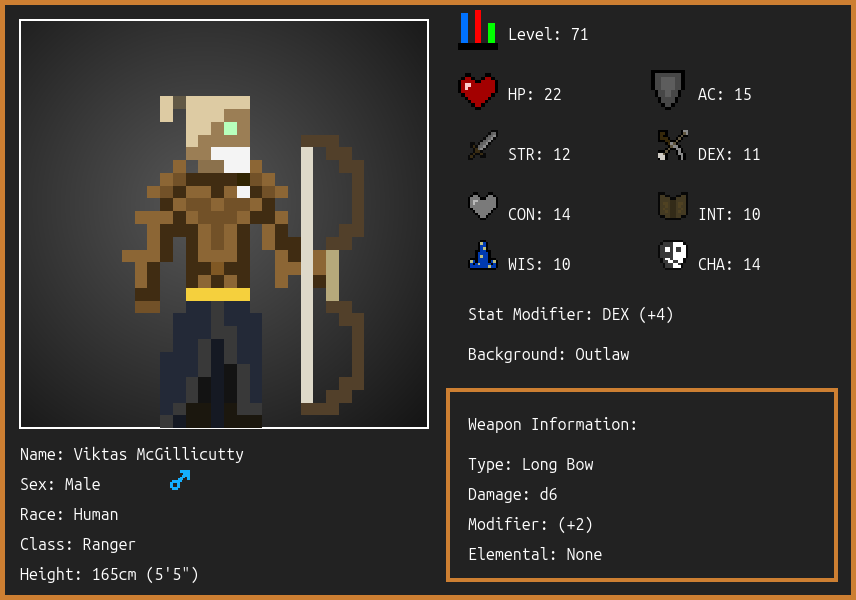 Level: 71
HP: 22
AC: 15
STR: 12
DEX: 11
CON: 14
INT: 10
WIS: 10
CHA: 14
Stat Modifier: DEX (+4)
Background: Outlaw
Weapon Information:
Type: Long Bow
Damage: d6
Modifier: (+2)
Elemental: None
Name: Viktas McGillicutty
Sex: Male
Race: Human
Class: Ranger
Height: 165cm (5'5")